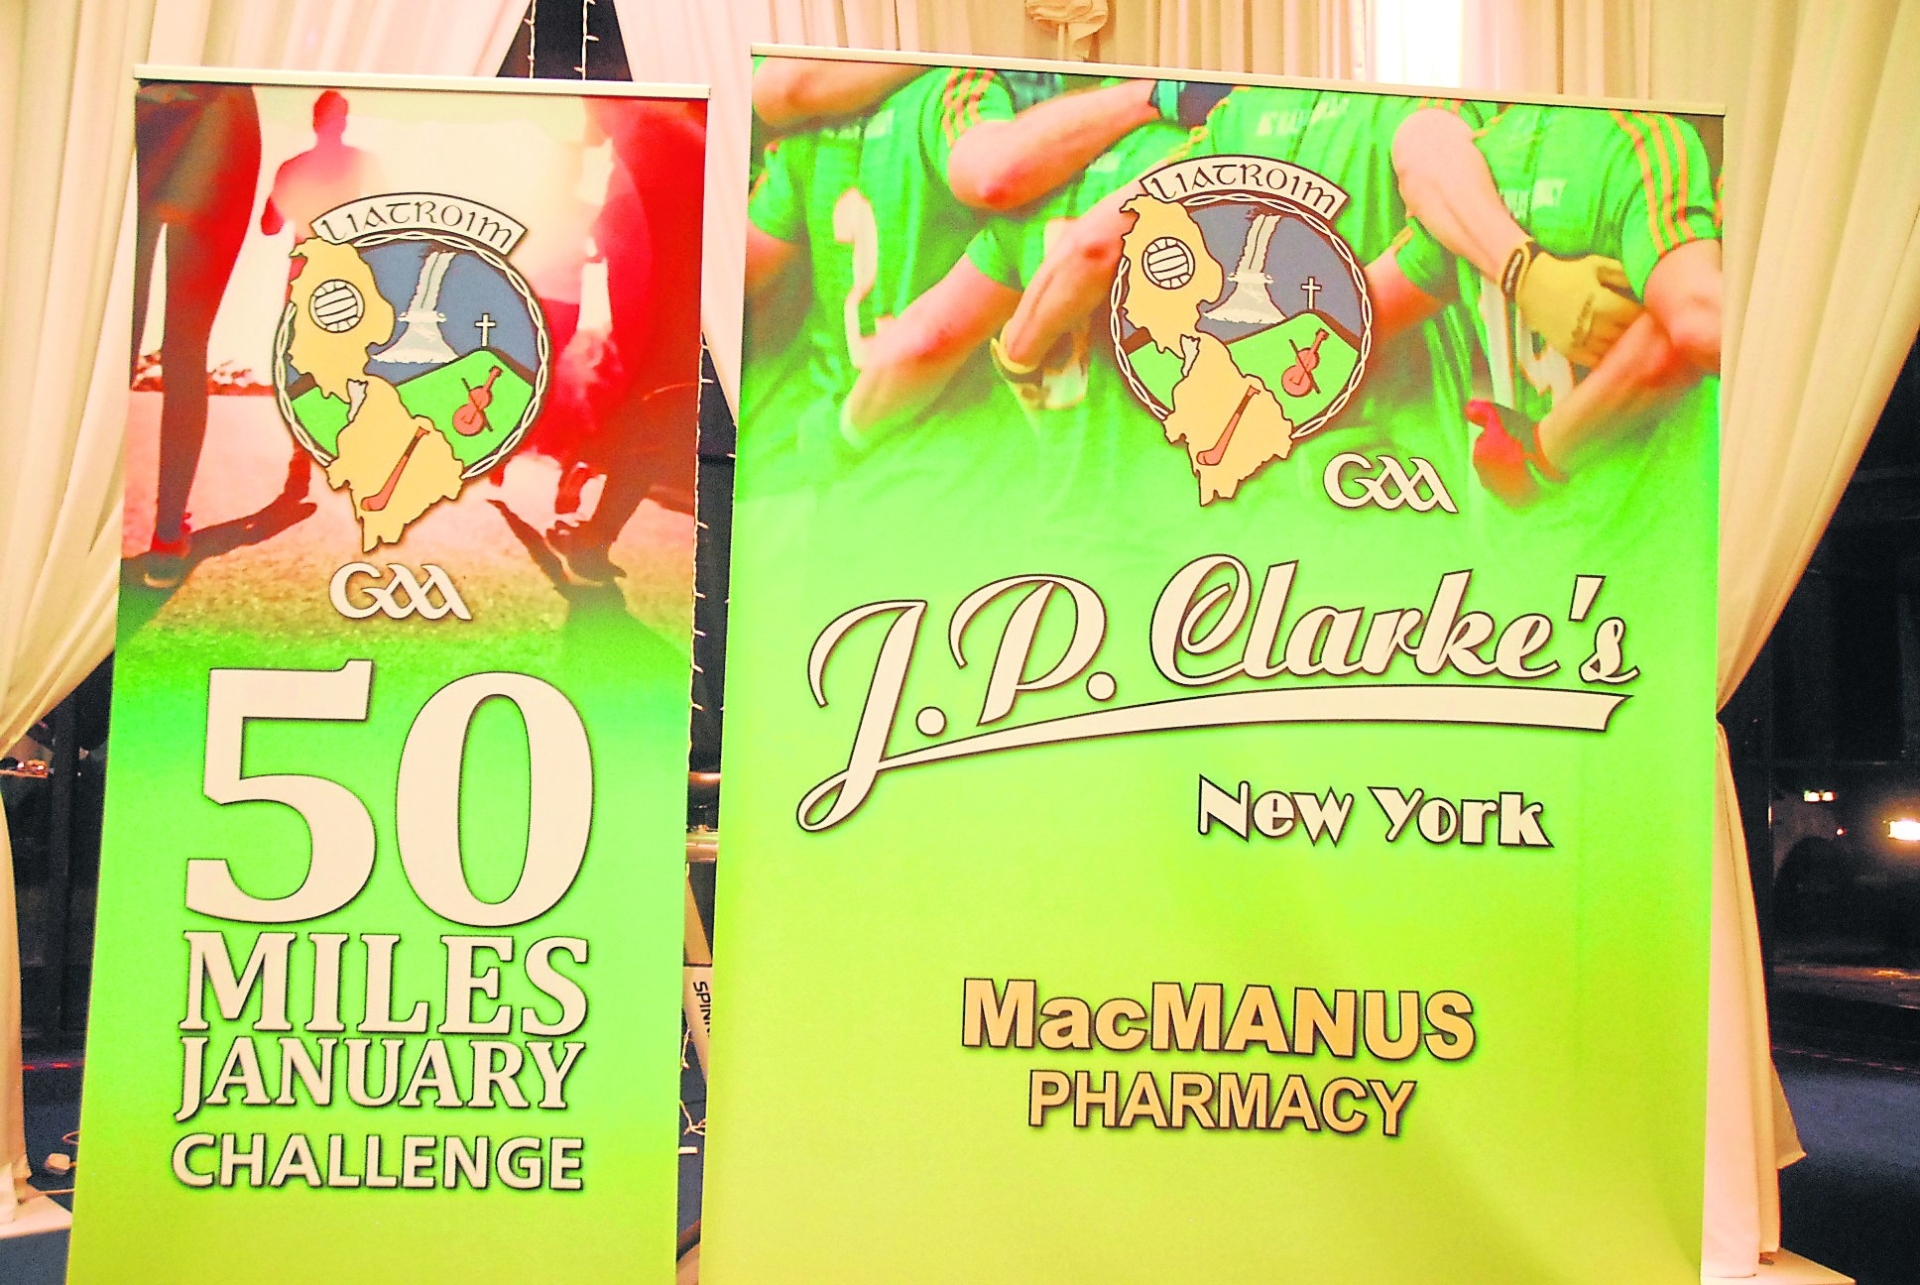 LIATROIM
GAA
50
MILES
JANUARY
CHALLENGE
LIATROIM
GAA
J.P. Clarke's
New York
MacMANUS
PHARMACY